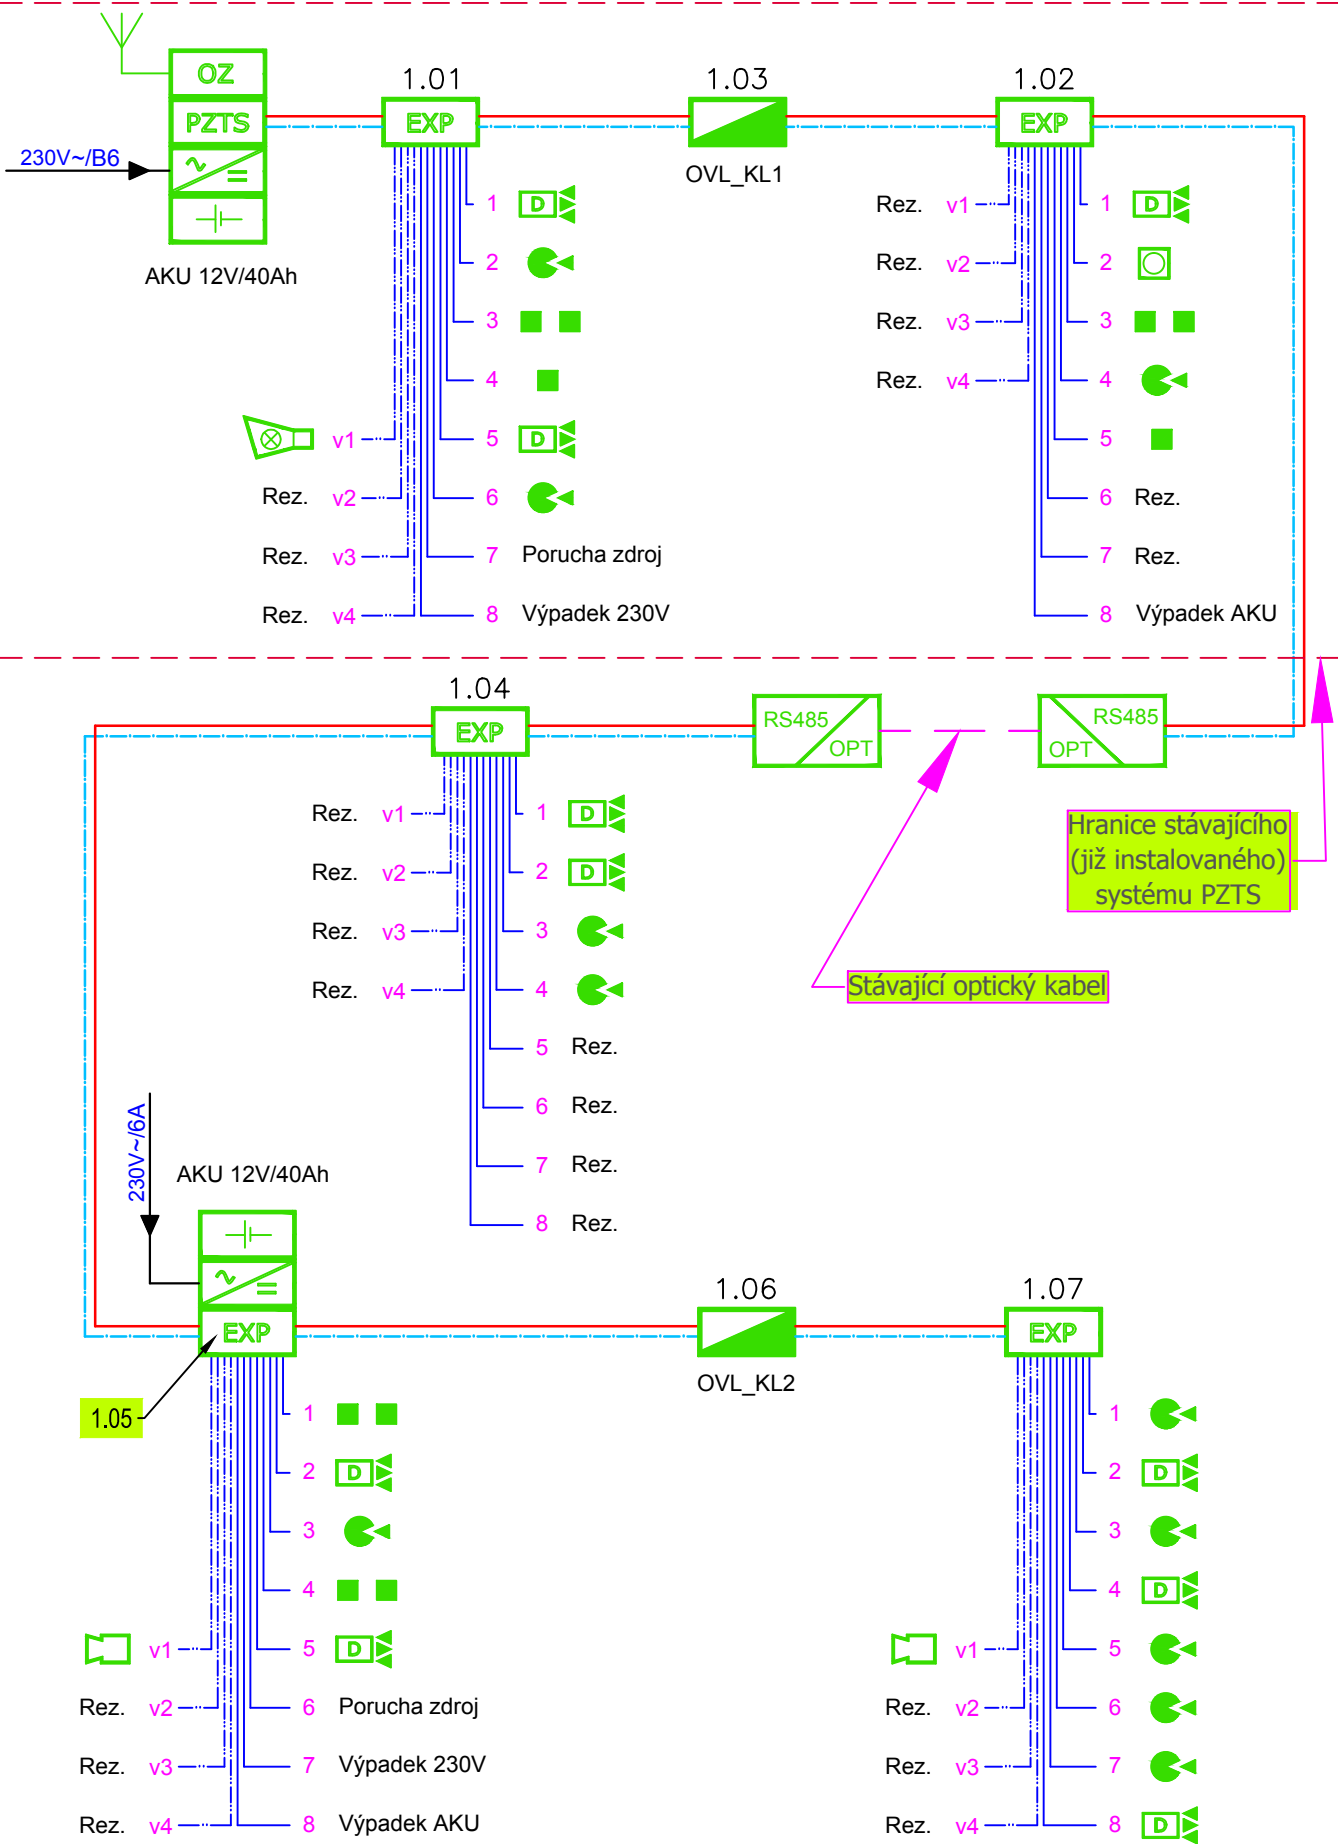 OZ
PZTS
230V~/B6
AKU 12V/40Ah
1.01
EXP
1 D
2
3
4
v1 5 D
Rez. v2 6
Rez. v3 7 Porucha zdroj
Rez. v4 8 Výpadek 230V
1.03
OVL_KL1
1.02
EXP
Rez. v1 1 D
Rez. v2 2
Rez. v3 3
Rez. v4 4
5
6 Rez.
7 Rez.
8 Výpadek AKU
1.04
EXP
RS485
OPT
RS485
OPT
Rez. v1 1 D
Rez. v2 2 D
Rez. v3 3
Rez. v4 4
5 Rez.
6 Rez.
7 Rez.
8 Rez.
Hranice stávajícího
(již instalovaného)
systému PZTS
Stávající optický kabel
230V~/6A
AKU 12V/40Ah
EXP
1.05
1
2 D
3
4
v1 5 D
Rez. v2 6 Porucha zdroj
Rez. v3 7 Výpadek 230V
Rez. v4 8 Výpadek AKU
1.06
OVL_KL2
1.07
EXP
1
2 D
3
4 D
v1 5
Rez. v2 6
Rez. v3 7
Rez. v4 8 D